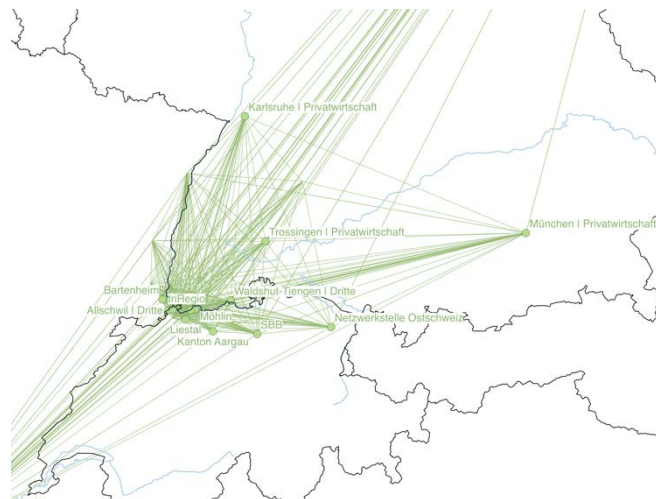 Karlsruhe | Privatwirtschaft
München | Privatwirtschaft
Trossingen | Privatwirtschaft
Bartenheim
Waldshut-Tiengen | Dritte
triRegio
Allschwil | Dritte
Möhlin
SBB
Netzwerkstelle Ostschweiz
Liestal
Kanton Aargau